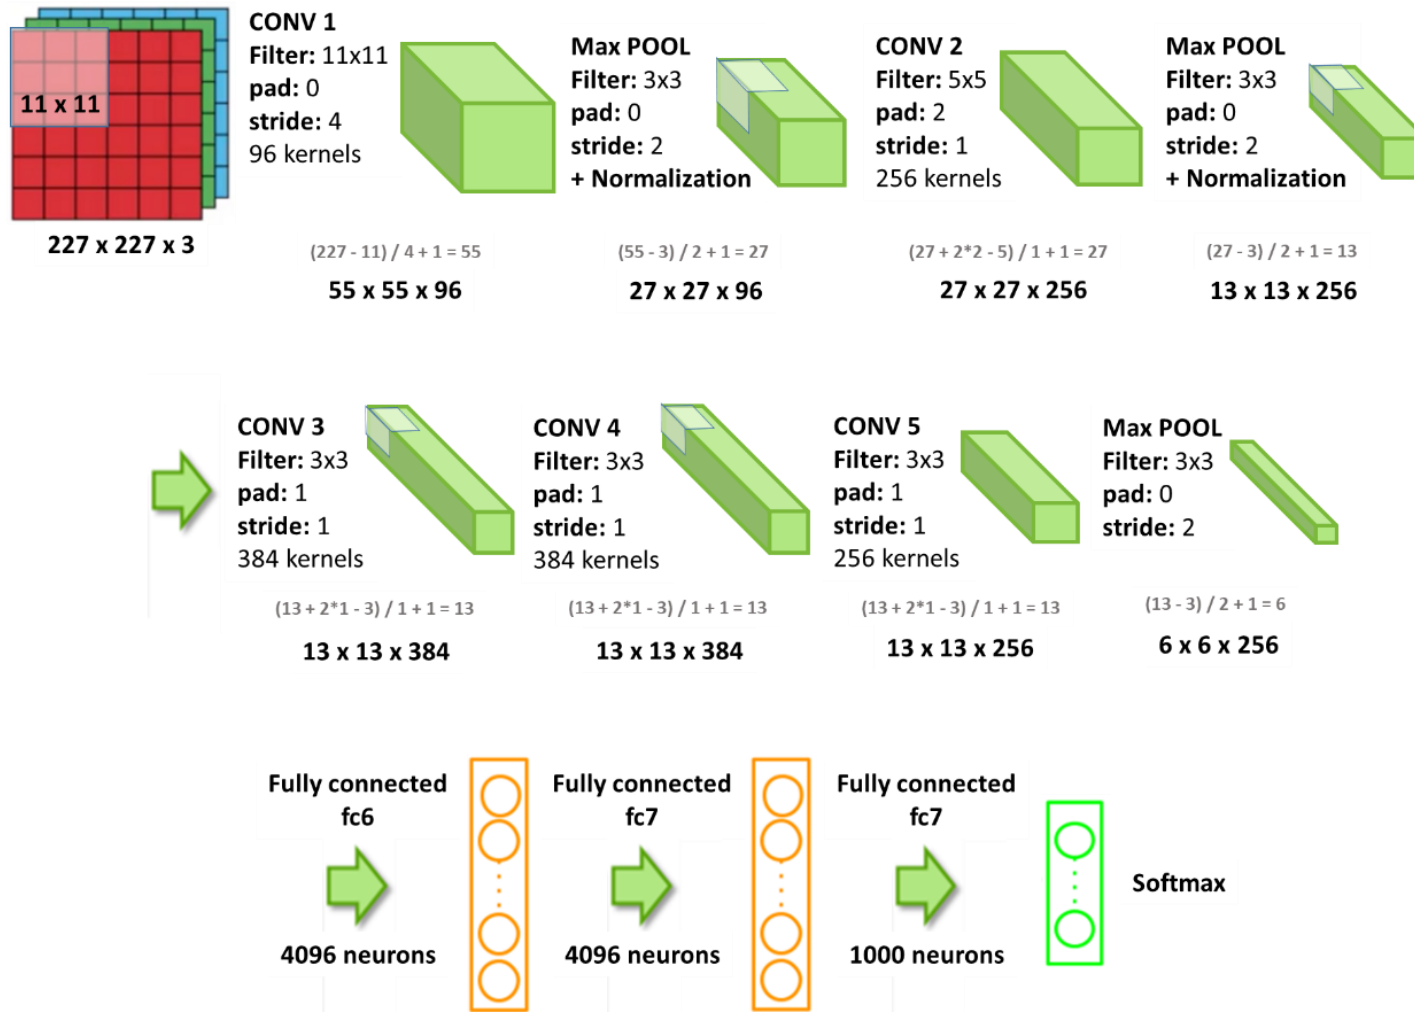 11 x 11
227 x 227 x 3
CONV 1
Filter: 11x11
pad: 0
stride: 4
96 kernels
(227 - 11) / 4 + 1 = 55
55 x 55 x 96
Max POOL
Filter: 3x3
pad: 0
stride: 2
+ Normalization
(55 - 3) / 2 + 1 = 27
27 x 27 x 96
CONV 2
Filter: 5x5
pad: 2
stride: 1
256 kernels
(27 + 2*2 - 5) / 1 + 1 = 27
27 x 27 x 256
Max POOL
Filter: 3x3
pad: 0
stride: 2
+ Normalization
(27 - 3) / 2 + 1 = 13
13 x 13 x 256
CONV 3
Filter: 3x3
pad: 1
stride: 1
384 kernels
(13 + 2*1 - 3) / 1 + 1 = 13
13 x 13 x 384
CONV 4
Filter: 3x3
pad: 1
stride: 1
384 kernels
(13 + 2*1 - 3) / 1 + 1 = 13
13 x 13 x 384
CONV 5
Filter: 3x3
pad: 1
stride: 1
256 kernels
(13 + 2*1 - 3) / 1 + 1 = 13
13 x 13 x 256
Max POOL
Filter: 3x3
pad: 0
stride: 2
(13 - 3) / 2 + 1 = 6
6 x 6 x 256
Fully connected
fc6
4096 neurons
Fully connected
fc7
4096 neurons
Fully connected
fc7
1000 neurons
Softmax